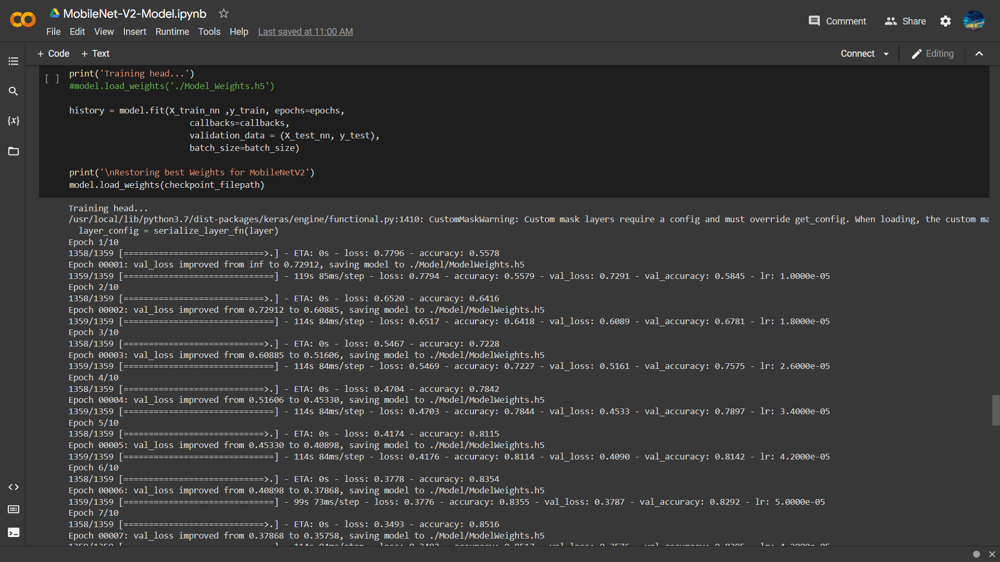 MobileNet-V2-Model.ipynb
File Edit View Insert Runtime Tools Help Last saved at 11:00 AM
Comment Share
+ Code + Text
Connect Editing
[ ]
print('Training head...')
#model.load_weights('./Model_Weights.h5')
history = model.fit(X_train_nn ,y_train, epochs=epochs,
callbacks=callbacks,
validation_data = (X_test_nn, y_test),
batch_size=batch_size)
print('\nRestoring best Weights for MobileNetV2')
model.load_weights(checkpoint_filepath)
Training head...
/usr/local/lib/python3.7/dist-packages/keras/engine/functional.py:1410: CustomMaskWarning: Custom mask layers require a config and must override get_config. When loading, the custom ma
layer_config = serialize_layer_fn(layer)
Epoch 1/10
1358/1359 [============================>.] - ETA: 0s - loss: 0.7796 - accuracy: 0.5578
Epoch 00001: val_loss improved from inf to 0.72912, saving model to ./Model/ModelWeights.h5
1359/1359 [==============================] - 119s 85ms/step - loss: 0.7794 - accuracy: 0.5579 - val_loss: 0.7291 - val_accuracy: 0.5845 - lr: 1.0000e-05
Epoch 2/10
1358/1359 [============================>.] - ETA: 0s - loss: 0.6520 - accuracy: 0.6416
Epoch 00002: val_loss improved from 0.72912 to 0.60885, saving model to ./Model/ModelWeights.h5
1359/1359 [==============================] - 114s 84ms/step - loss: 0.6517 - accuracy: 0.6418 - val_loss: 0.6089 - val_accuracy: 0.6781 - lr: 1.8000e-05
Epoch 3/10
1358/1359 [============================>.] - ETA: 0s - loss: 0.5467 - accuracy: 0.7228
Epoch 00003: val_loss improved from 0.60885 to 0.51606, saving model to ./Model/ModelWeights.h5
1359/1359 [==============================] - 114s 84ms/step - loss: 0.5469 - accuracy: 0.7227 - val_loss: 0.5161 - val_accuracy: 0.7575 - lr: 2.6000e-05
Epoch 4/10
1358/1359 [============================>.] - ETA: 0s - loss: 0.4704 - accuracy: 0.7842
Epoch 00004: val_loss improved from 0.51606 to 0.45330, saving model to ./Model/ModelWeights.h5
1359/1359 [==============================] - 114s 84ms/step - loss: 0.4703 - accuracy: 0.7844 - val_loss: 0.4533 - val_accuracy: 0.7897 - lr: 3.4000e-05
Epoch 5/10
1358/1359 [============================>.] - ETA: 0s - loss: 0.4174 - accuracy: 0.8115
Epoch 00005: val_loss improved from 0.45330 to 0.40898, saving model to ./Model/ModelWeights.h5
1359/1359 [==============================] - 114s 84ms/step - loss: 0.4176 - accuracy: 0.8114 - val_loss: 0.4090 - val_accuracy: 0.8142 - lr: 4.2000e-05
Epoch 6/10
1358/1359 [============================>.] - ETA: 0s - loss: 0.3778 - accuracy: 0.8354
Epoch 00006: val_loss improved from 0.40898 to 0.37868, saving model to ./Model/ModelWeights.h5
1359/1359 [==============================] - 99s 73ms/step - loss: 0.3776 - accuracy: 0.8355 - val_loss: 0.3787 - val_accuracy: 0.8292 - lr: 5.0000e-05
Epoch 7/10
1358/1359 [============================>.] - ETA: 0s - loss: 0.3493 - accuracy: 0.8516
Epoch 00007: val_loss improved from 0.37868 to 0.35758, saving model to ./Model/ModelWeights.h5